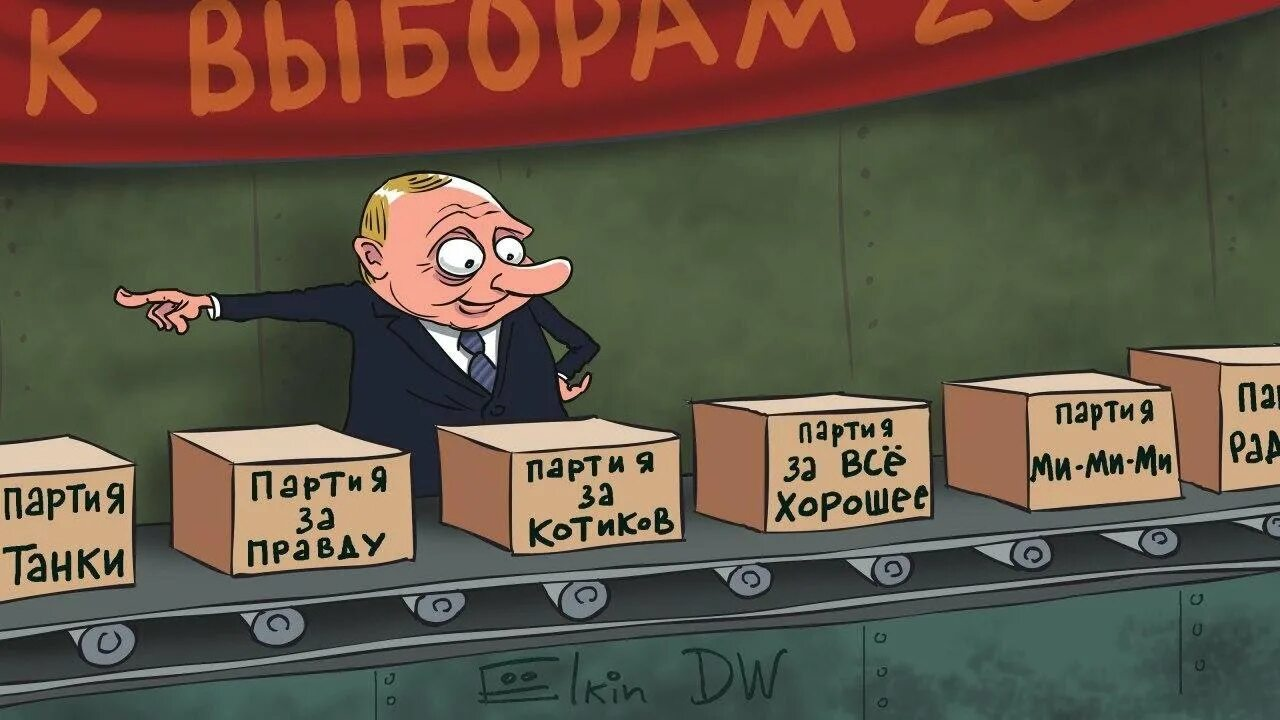 К ВЫБОРАМ
ПАРТИЯ
ТАНКИ
ПАРТИЯ
ЗА
ПРАВДУ
ПАРТИЯ
ЗА
КОТИКОВ
ПАРТИЯ
ЗА ВСЁ
ХОРОШЕЕ
ПАРТИЯ
МИ-МИ-МИ
Elkin DW